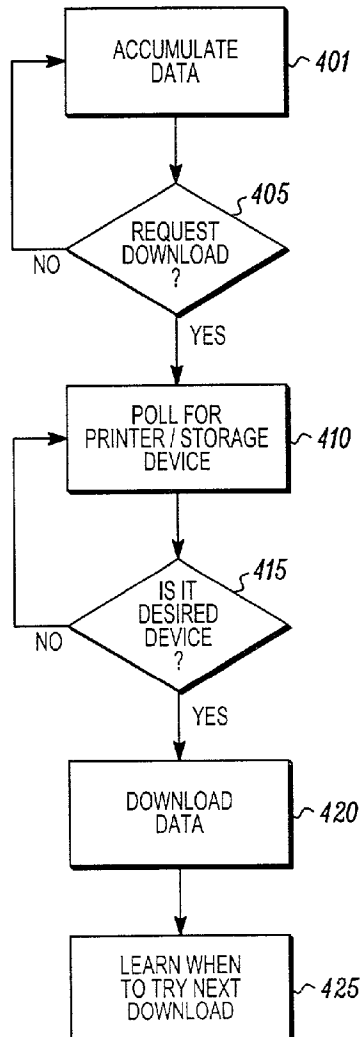 ACCUMULATE
DATA
401
405
REQUEST
DOWNLOAD
?
NO
YES
POLL FOR
PRINTER / STORAGE
DEVICE
410
415
IS IT
DESIRED
DEVICE
?
NO
YES
DOWNLOAD
DATA
420
LEARN WHEN
TO TRY NEXT
DOWNLOAD
425